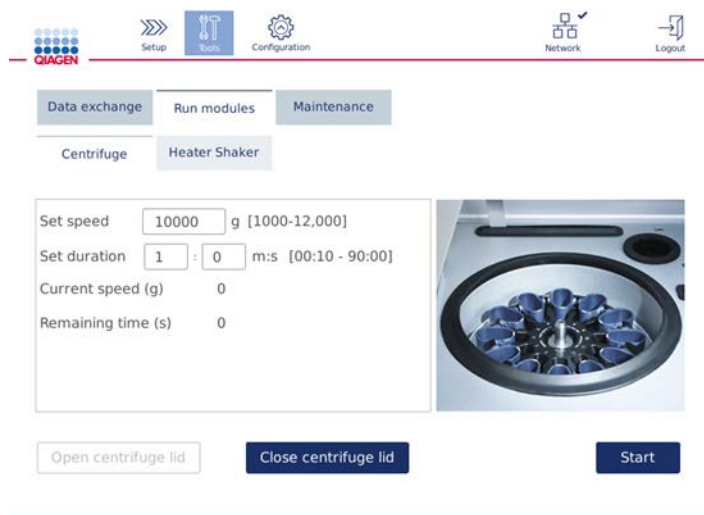 QIAGEN
Setup
Tools
Configuration
Network
Logout
Data exchange Run modules Maintenance
Centrifuge Heater Shaker
Set speed 10000 g [1000-12,000]
Set duration 1 : 0 m:s [00:10 - 90:00]
Current speed (g) 0
Remaining time (s) 0
Open centrifuge lid Close centrifuge lid Start